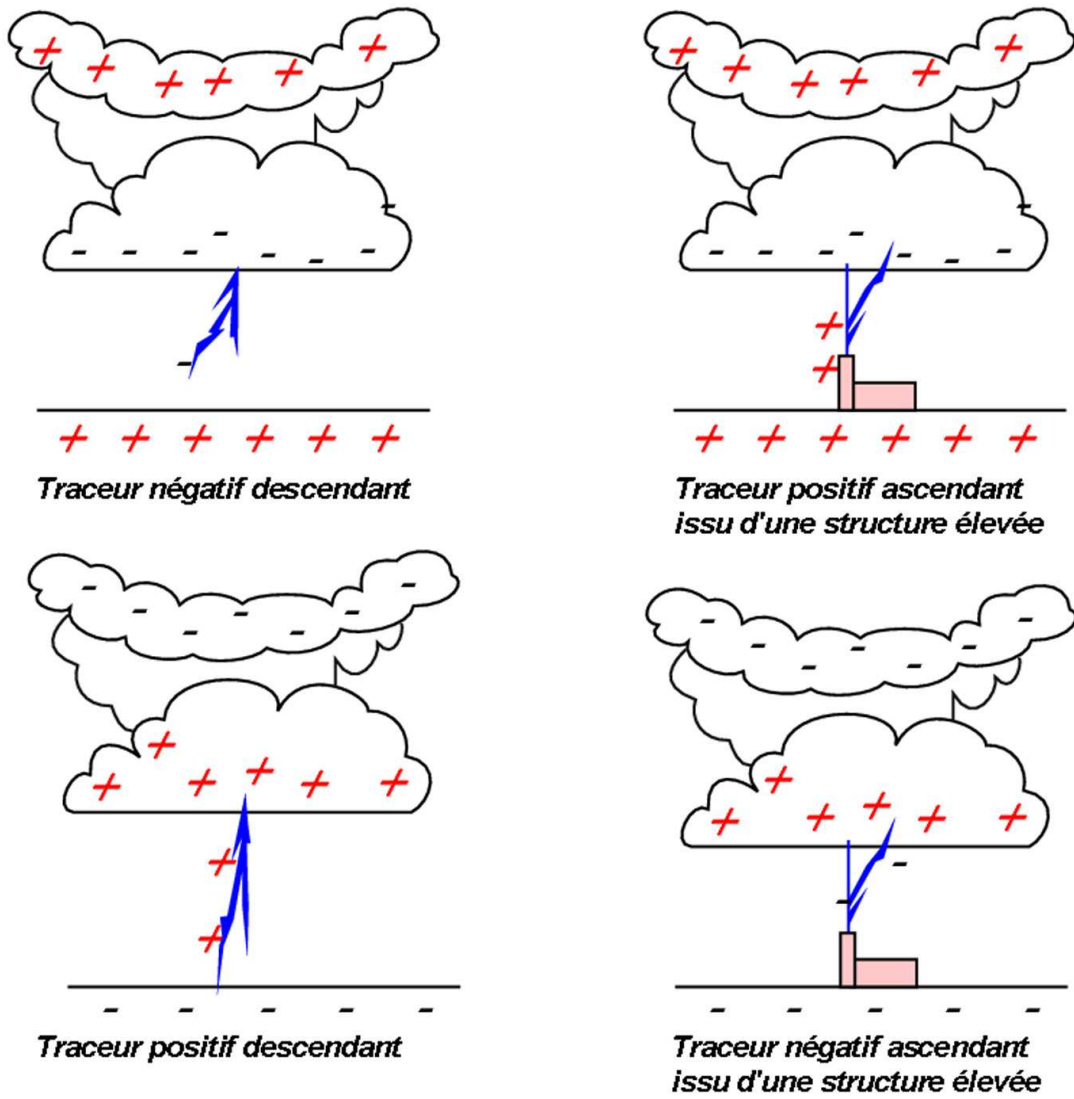 Traceur négatif descendant
Traceur positif ascendant
issu d'une structure élevée
Traceur positif descendant
Traceur négatif ascendant
issu d'une structure élevée